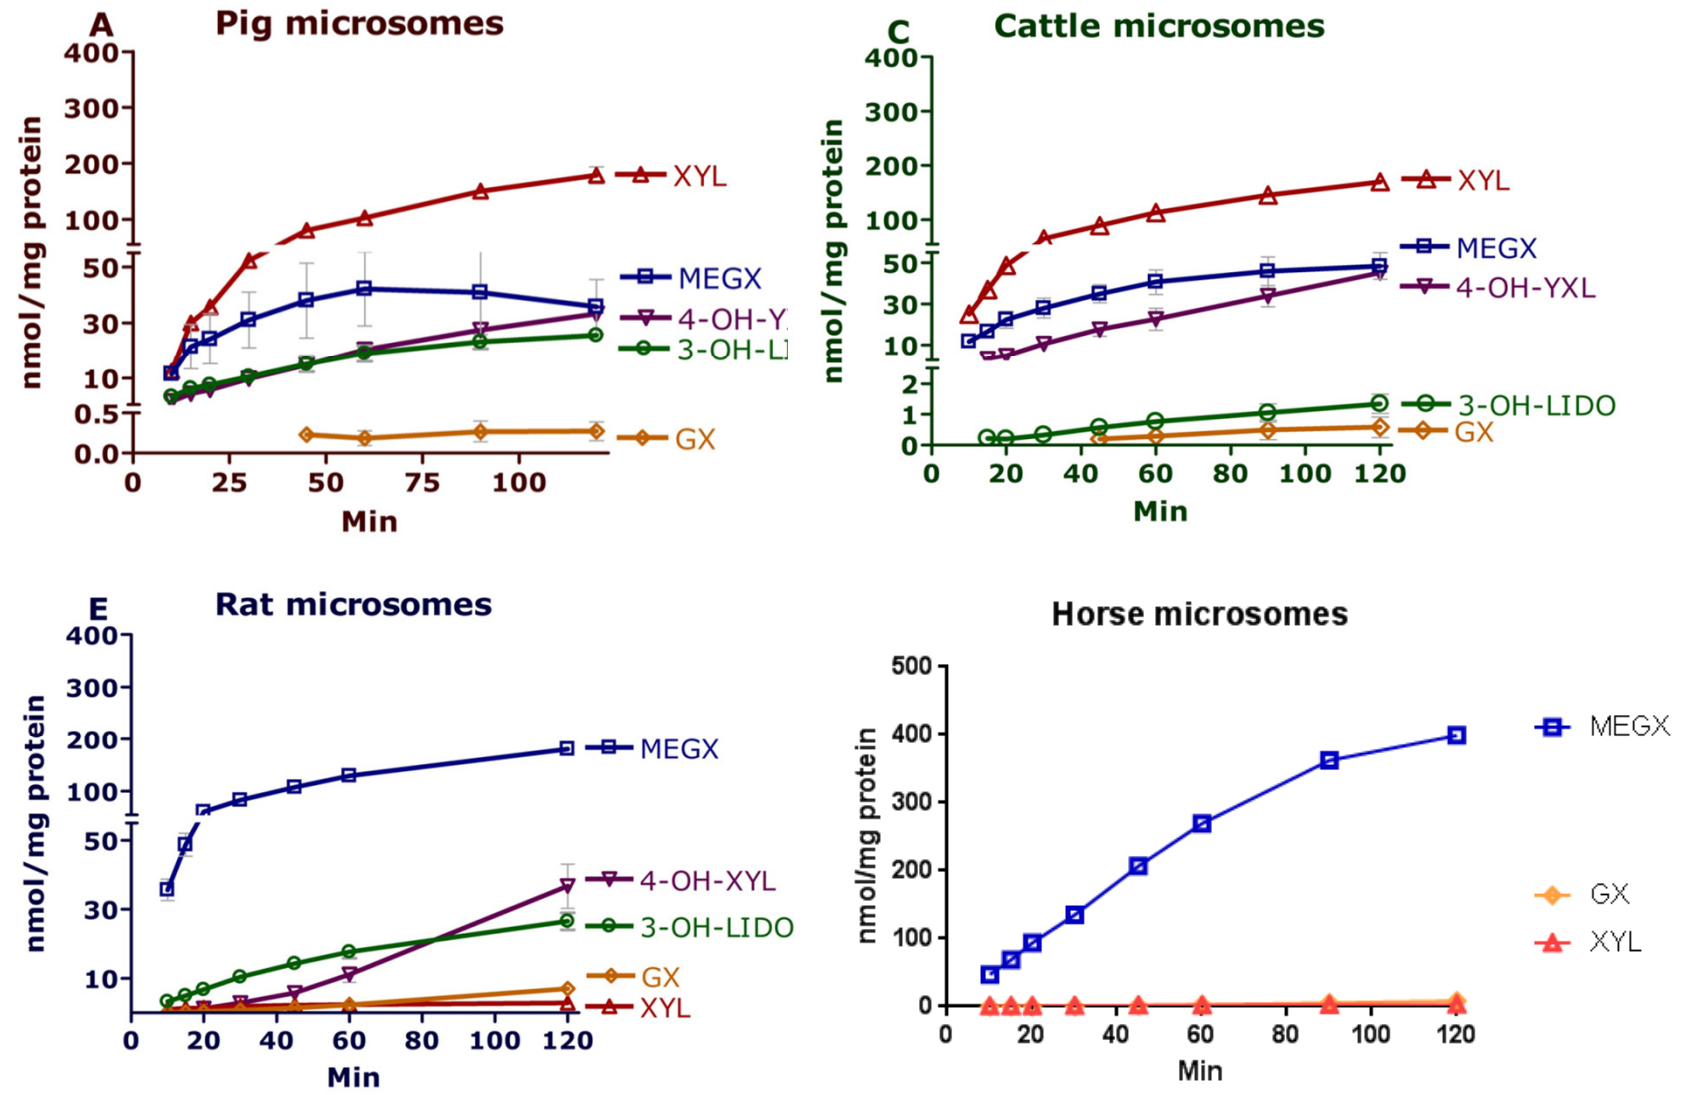 A Pig microsomes
400
300
200
100
50
30
10
0.5
0.0
nmol/mg protein
XYL
MEGX
4-OH-Y
3-OH-LI
GX
0 25 50 75 100
Min
C Cattle microsomes
400
300
200
100
50
30
10
2
1
0
nmol/mg protein
XYL
MEGX
4-OH-YXL
3-OH-LIDO
GX
0 20 40 60 80 100 120
Min
E Rat microsomes
400
300
200
100
50
30
10
nmol/mg protein
MEGX
4-OH-XYL
3-OH-LIDO
GX
XYL
0 20 40 60 80 100 120
Min
Horse microsomes
500
400
300
200
100
0
nmol/mg protein
MEGX
GX
XYL
0 20 40 60 80 100 120
Min